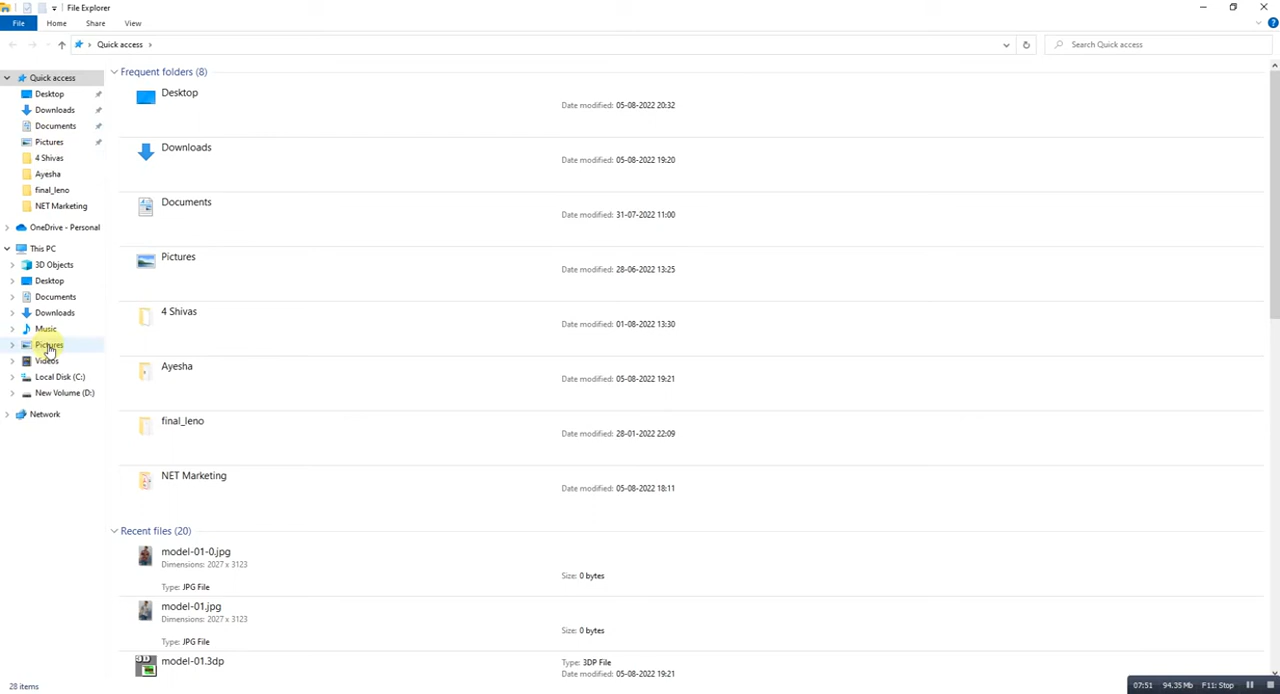 File Explorer
File Home Share View
Quick access
Search Quick access
Quick access
Desktop
Downloads
Documents
Pictures
4 Shivas
Ayesha
final_leno
NET Marketing
OneDrive - Personal
This PC
3D Objects
Desktop
Documents
Downloads
Music
Pictures
Videos
Local Disk (C:)
New Volume (D:)
Network
Frequent folders (8)
Desktop
Date modified: 05-08-2022 20:32
Downloads
Date modified: 05-08-2022 19:20
Documents
Date modified: 31-07-2022 11:00
Pictures
Date modified: 28-06-2022 13:25
4 Shivas
Date modified: 01-08-2022 13:30
Ayesha
Date modified: 05-08-2022 19:21
final_leno
Date modified: 28-01-2022 22:09
NET Marketing
Date modified: 05-08-2022 18:11
Recent files (20)
model-01-0.jpg
Dimensions: 2027 x 3123
Size: 0 bytes
Type: JPG File
model-01.jpg
Dimensions: 2027 x 3123
Size: 0 bytes
Type: JPG File
model-01.3dp
Type: 3DP File
Date modified: 05-08-2022 19:21
28 items
07:51 94.35 Mb F11: Stop